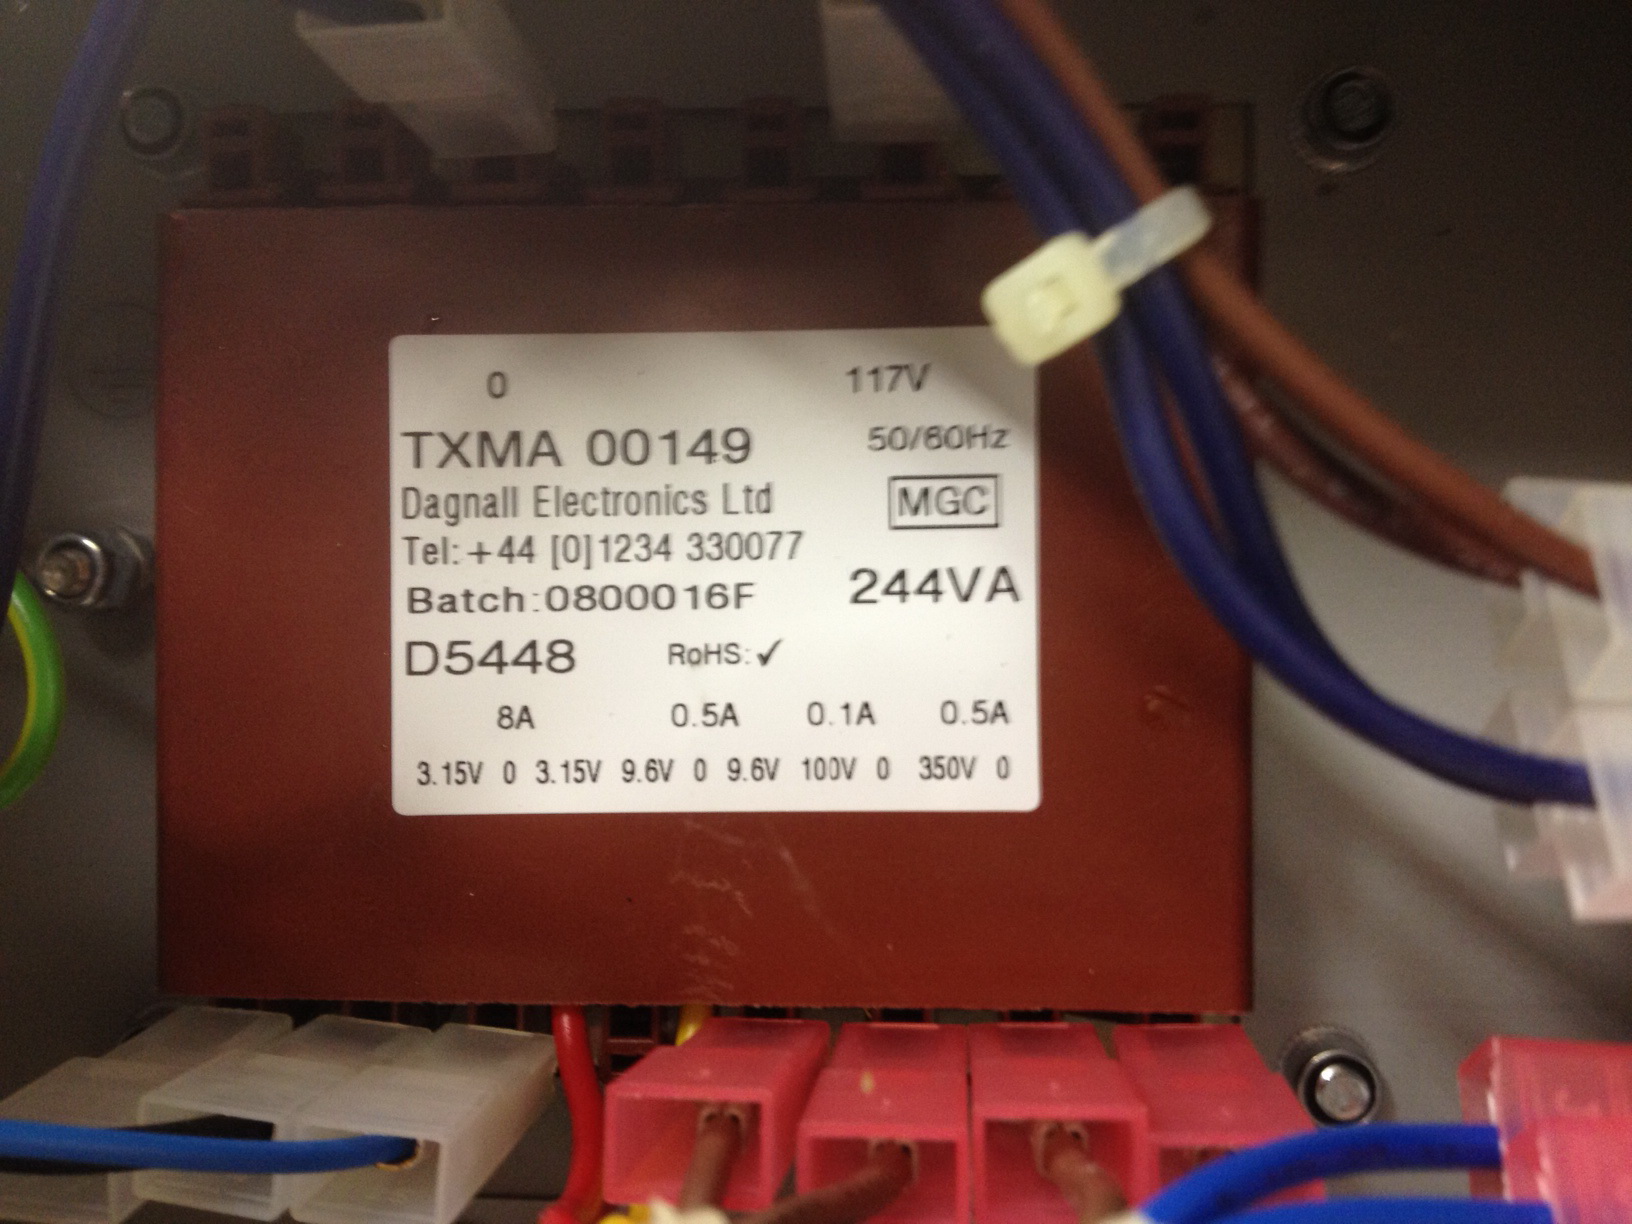 0 117V
TXMA 00149 50/60Hz
Dagnall Electronics Ltd MGC
Tel: +44 [0]1234 330077
Batch:0800016F 244VA
D5448 RoHS:✓
8A 0.5A 0.1A 0.5A
3.15V 0 3.15V 9.6V 0 9.6V 100V 0 350V 0